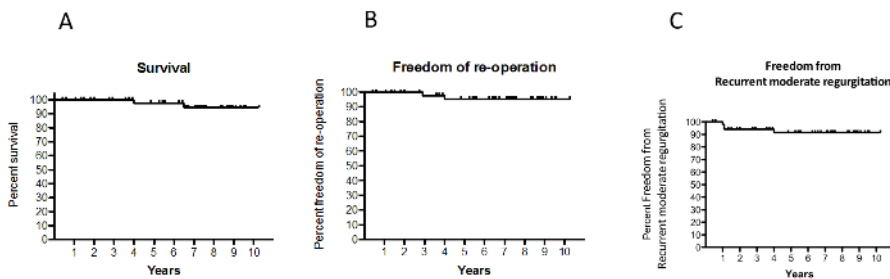 A
Survival
Percent survival
100
90
80
70
60
50
40
30
20
10
0
1 2 3 4 5 6 7 8 9 10
Years
B
Freedom of re-operation
Percent freedom of re-operation
100
90
80
70
60
50
40
30
20
10
0
1 2 3 4 5 6 7 8 9 10
Years
C
Freedom from
Recurrent moderate regurgitation
Percent Freedom from
Recurrent moderate regurgitation
100
90
80
70
60
50
40
30
20
10
0
1 2 3 4 5 6 7 8 9 10
Years